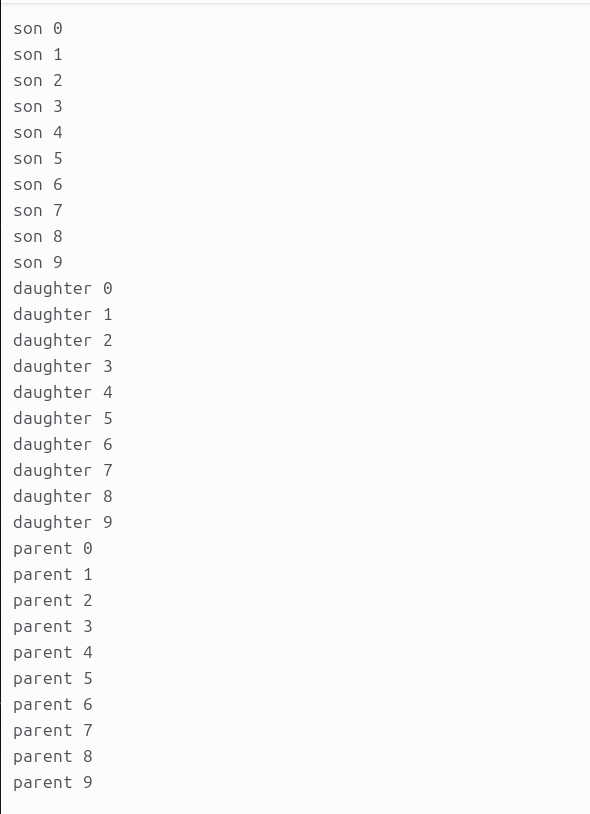 son 0
son 1
son 2
son 3
son 4
son 5
son 6
son 7
son 8
son 9
daughter 0
daughter 1
daughter 2
daughter 3
daughter 4
daughter 5
daughter 6
daughter 7
daughter 8
daughter 9
parent 0
parent 1
parent 2
parent 3
parent 4
parent 5
parent 6
parent 7
parent 8
parent 9